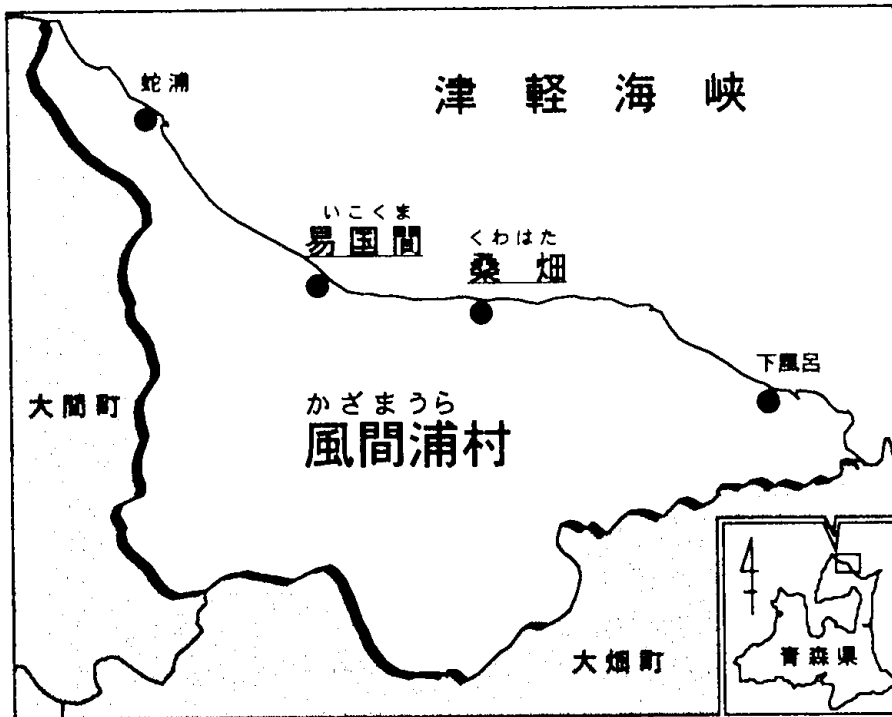 蛇浦
津軽海峡
いこくま
易国間
くわはた
桑畑
下風呂
大間町
かざまうら
風間浦村
大畑町
青森県